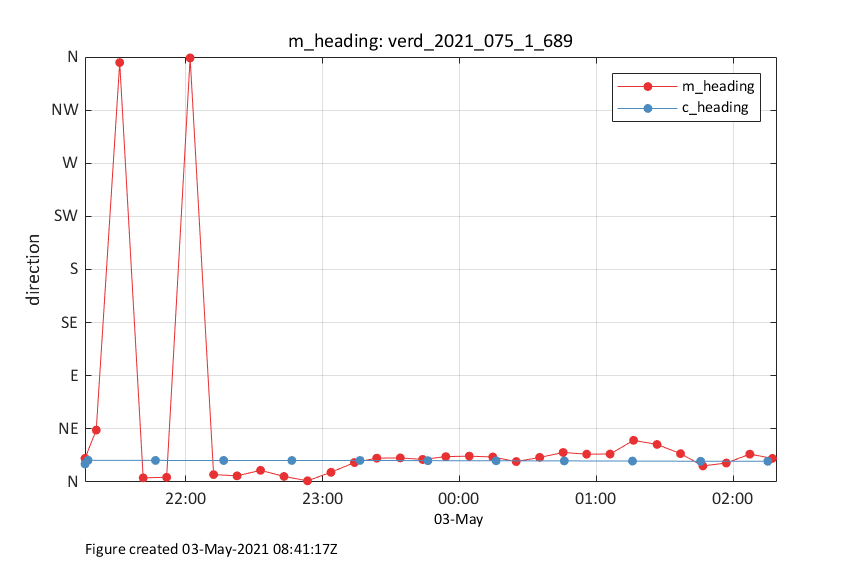 m_heading: verd_2021_075_1_689
N
NW
W
SW
S
SE
E
NE
N
direction
m_heading
c_heading
22:00 23:00 00:00 01:00 02:00
03-May
Figure created 03-May-2021 08:41:17Z